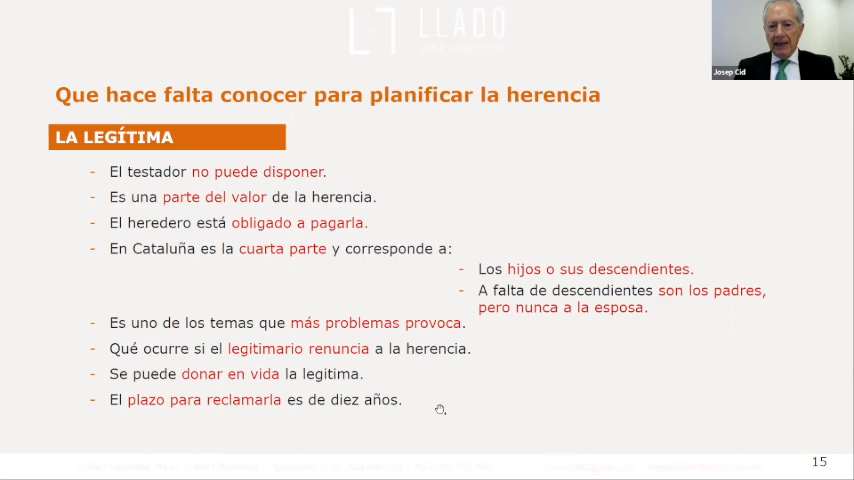 LLADO
Josep Cid
Que hace falta conocer para planificar la herencia
LA LEGÍTIMA
- El testador no puede disponer.
- Es una parte del valor de la herencia.
- El heredero está obligado a pagarla.
- En Cataluña es la cuarta parte y corresponde a:
- Los hijos o sus descendientes.
- A falta de descendientes son los padres,
pero nunca a la esposa.
- Es uno de los temas que más problemas provoca.
- Qué ocurre si el legitimario renuncia a la herencia.
- Se puede donar en vida la legitima.
- El plazo para reclamarla es de diez años.
15